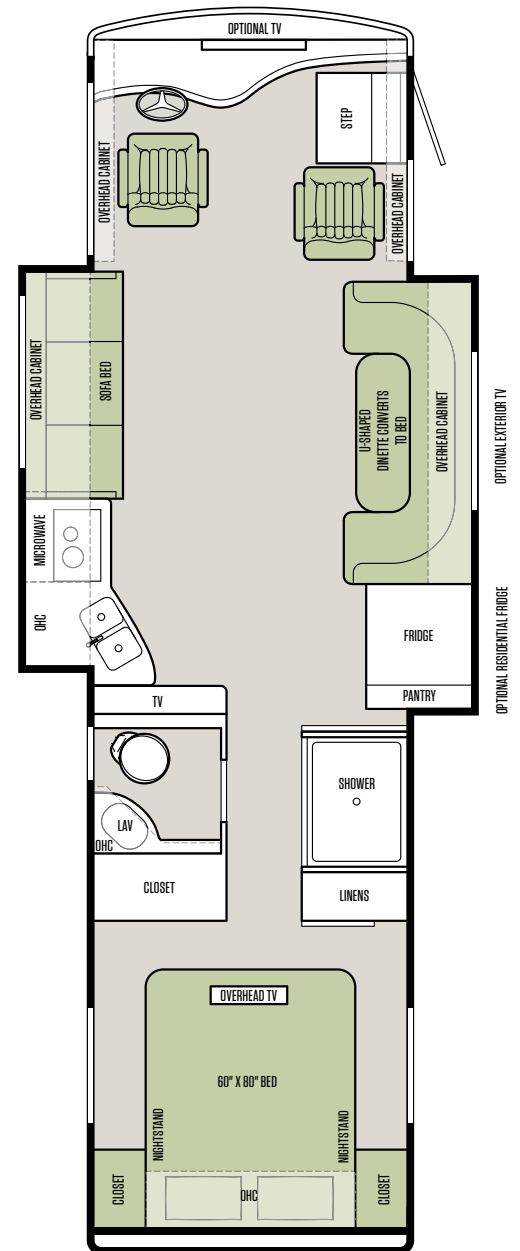 OPTIONAL TV
STEP
OVERHEAD CABINET
OVERHEAD CABINET
OVERHEAD CABINET
SOFA BED
U-SHAPED
DINETTE CONVERTS
TO BED
OVERHEAD CABINET
OPTIONAL EXTERIOR TV
MICROWAVE
OHC
FRIDGE
OPTIONAL RESIDENTIAL FRIDGE
PANTRY
TV
SHOWER
LAV
OHC
CLOSET
LINENS
OVERHEAD TV
60" X 80" BED
NIGHTSTAND
NIGHTSTAND
CLOSET
OHC
CLOSET